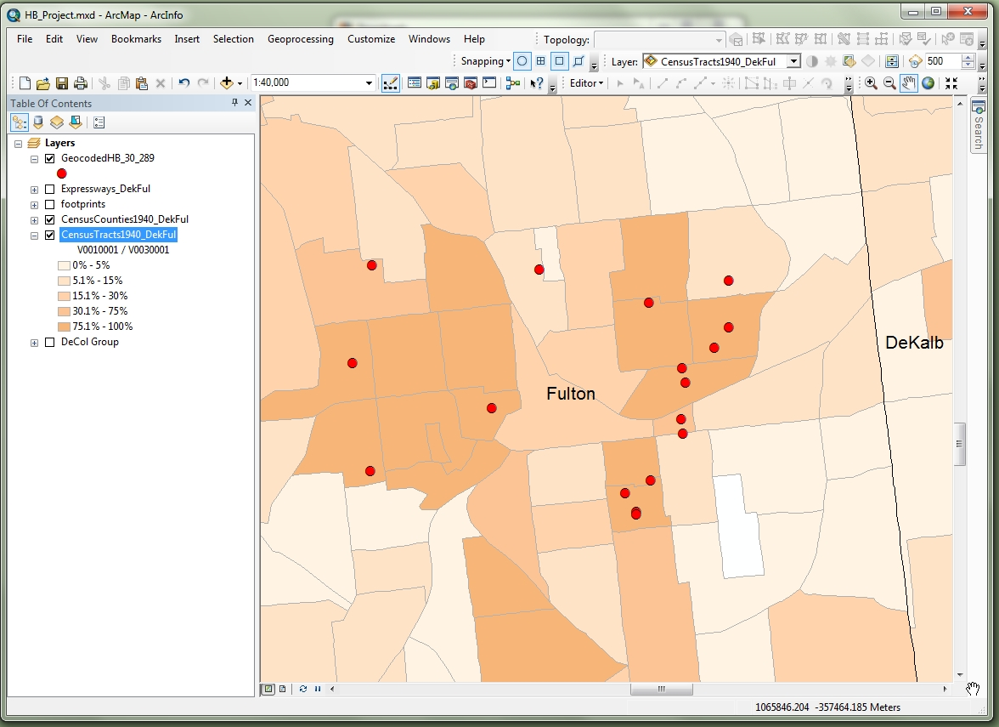 HB_Project.mxd - ArcMap - ArcInfo
File Edit View Bookmarks Insert Selection Geoprocessing Customize Windows Help Topology:
Snapping Layer: CensusTracts1940_DekFul 500
1:40,000 Editor
Table Of Contents
Layers
GeocodedHB_30_289
Expressways_DekFul
footprints
CensusCounties1940_DekFul
CensusTracts1940_DekFul
V0010001 / V0030001
0% - 5%
5.1% - 15%
15.1% - 30%
30.1% - 75%
75.1% - 100%
DeCol Group
Fulton
DeKalb
Search
1065846.204 -357464.185 Meters